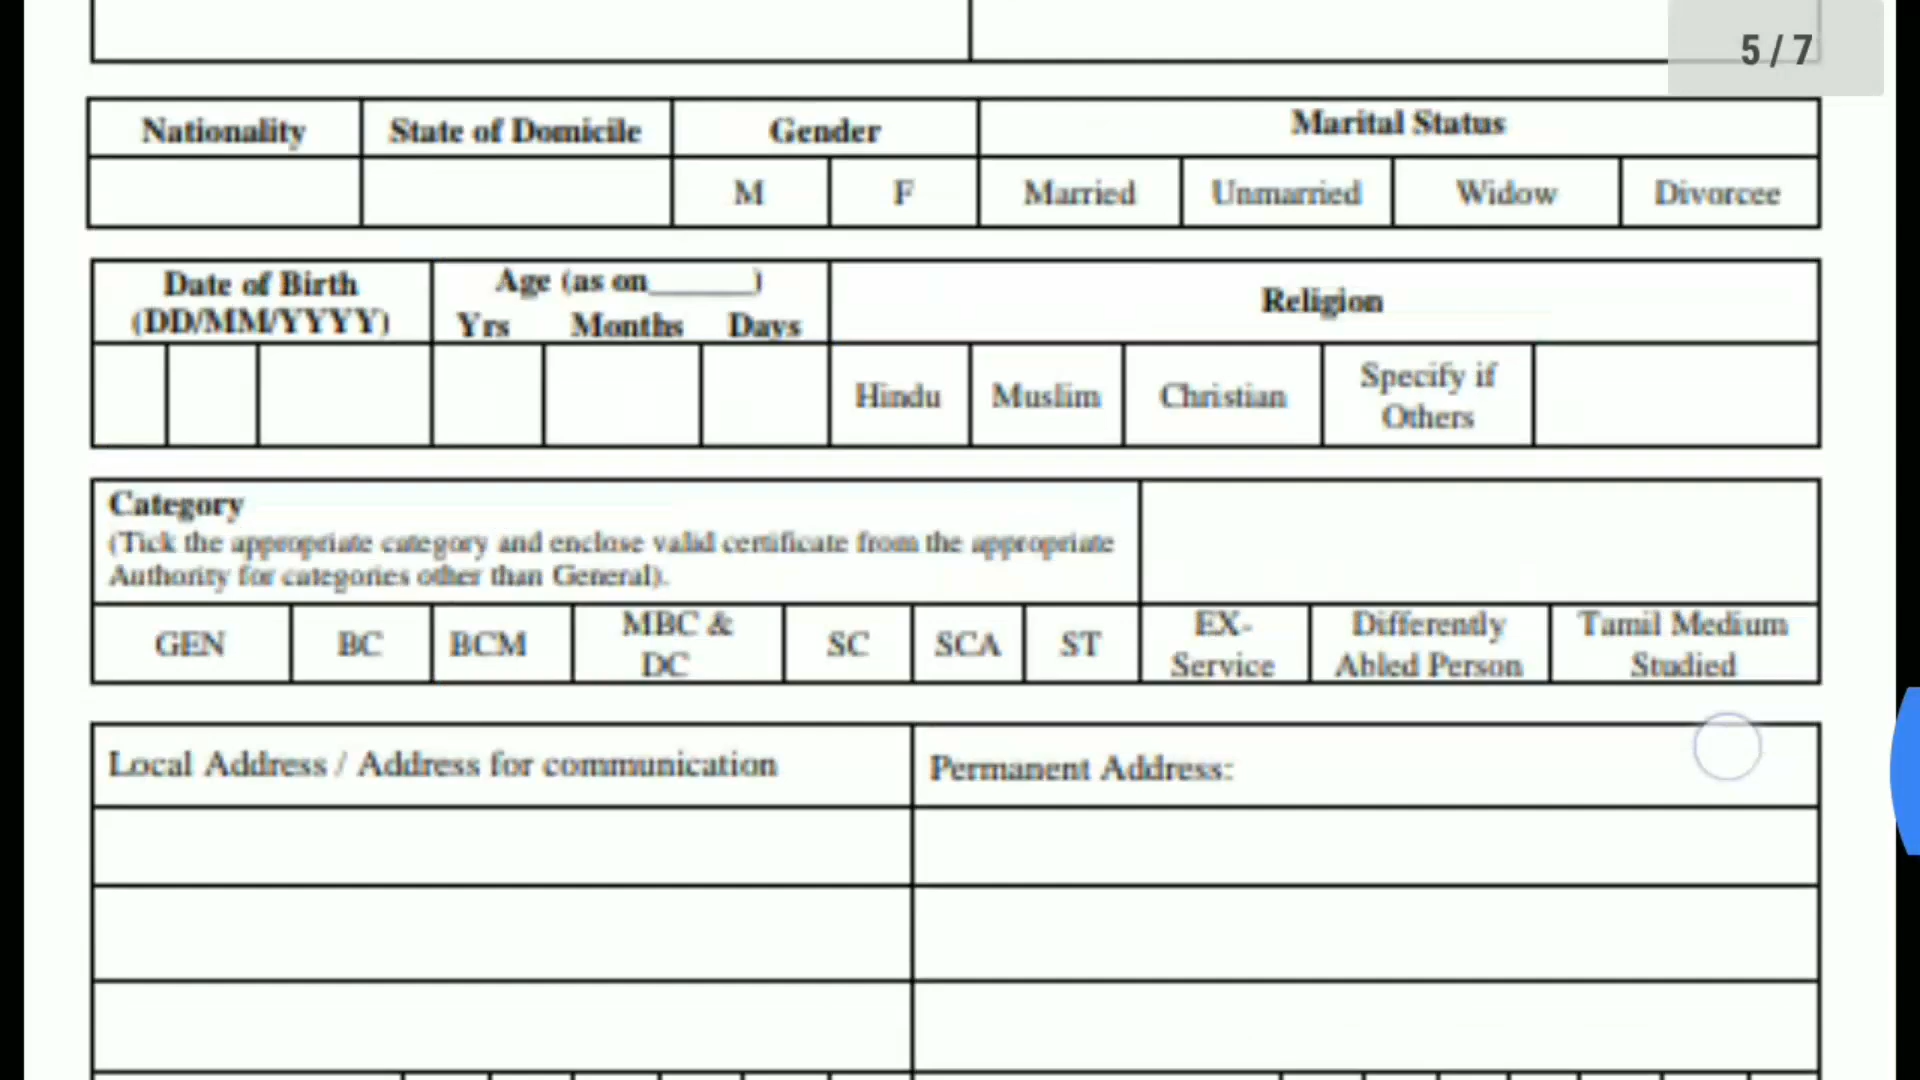 5 / 7
Nationality State of Domicile Gender Marital Status
M F Married Unmarried Widow Divorcee
Date of Birth Age (as on______) Religion
(DD/MM/YYYY) Yrs Months Days
Hindu Muslim Christian Specify if
Others
Category
(Tick the appropriate category and enclose valid certificate from the appropriate
Authority for categories other than General).
GEN BC BCM MBC & SC SCA ST EX- Differently Tamil Medium
DC Service Abled Person Studied
Local Address / Address for communication Permanent Address: